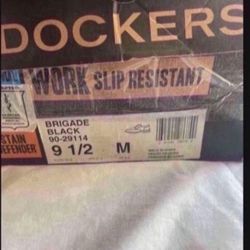 DOCKERS
WORK SLIP RESISTANT
BRIGADE
BLACK
90-29114
9 1/2 M
STAIN
DEFENDER